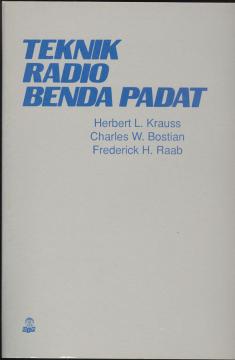 TEKNIK
RADIO
BENDA PADAT
Herbert L. Krauss
Charles W. Bostian
Frederick H. Raab